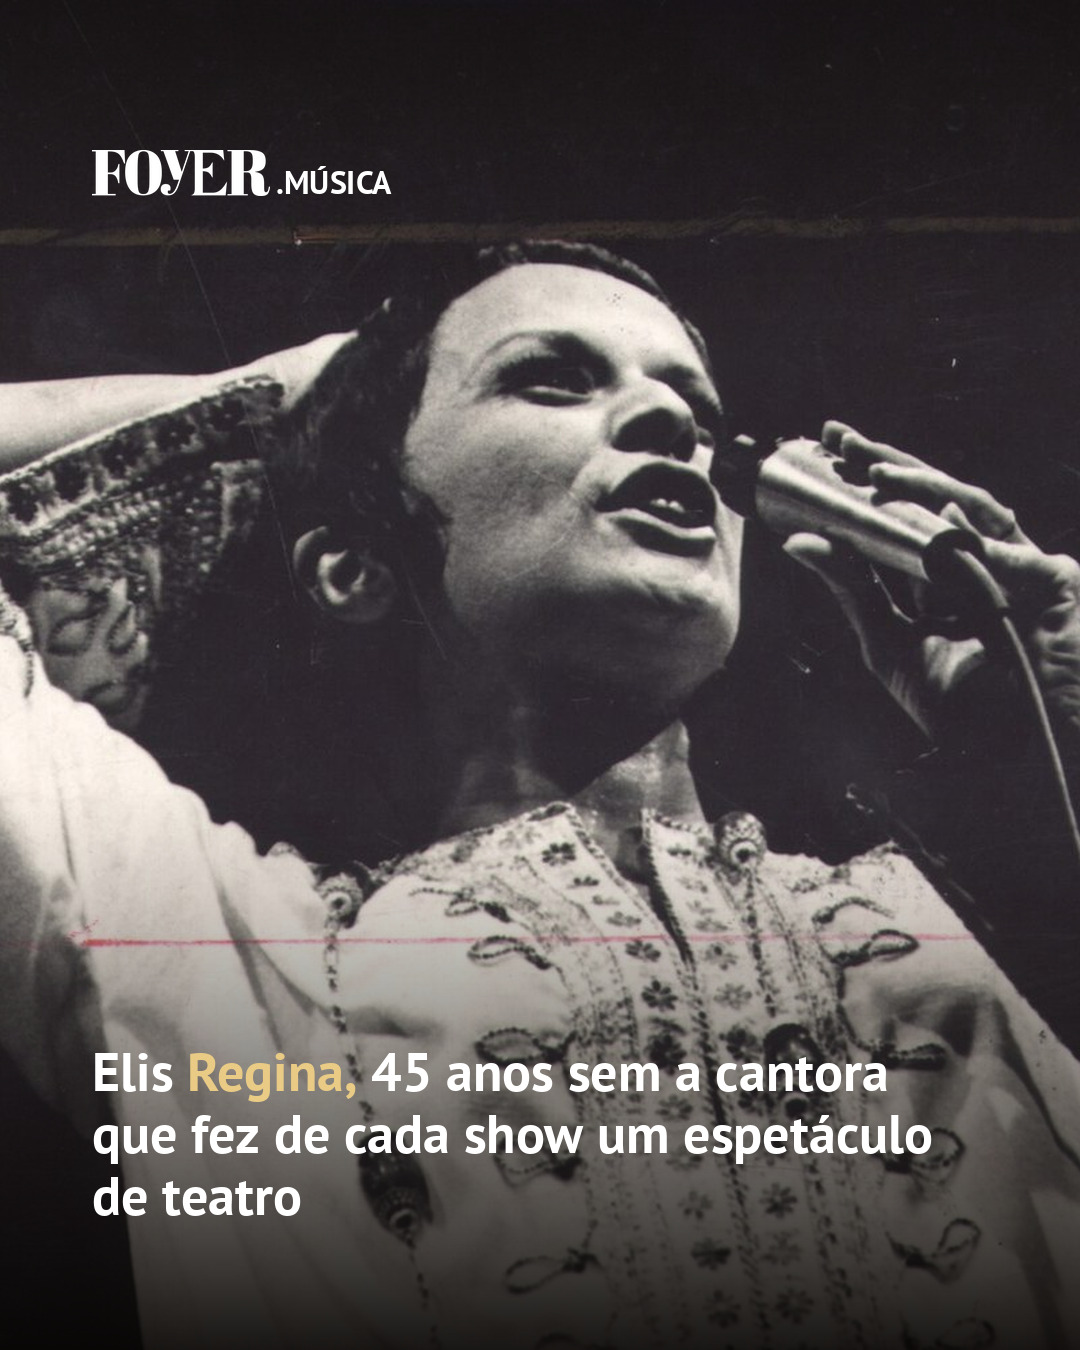 FOYER .MÚSICA
Elis Regina, 45 anos sem a cantora
que fez de cada show um espetáculo
de teatro